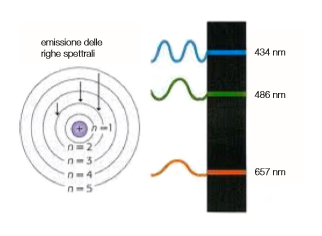 emissione delle
righe spettrali
+
n=1
n=2
n=3
n=4
n=5
434 nm
486 nm
657 nm